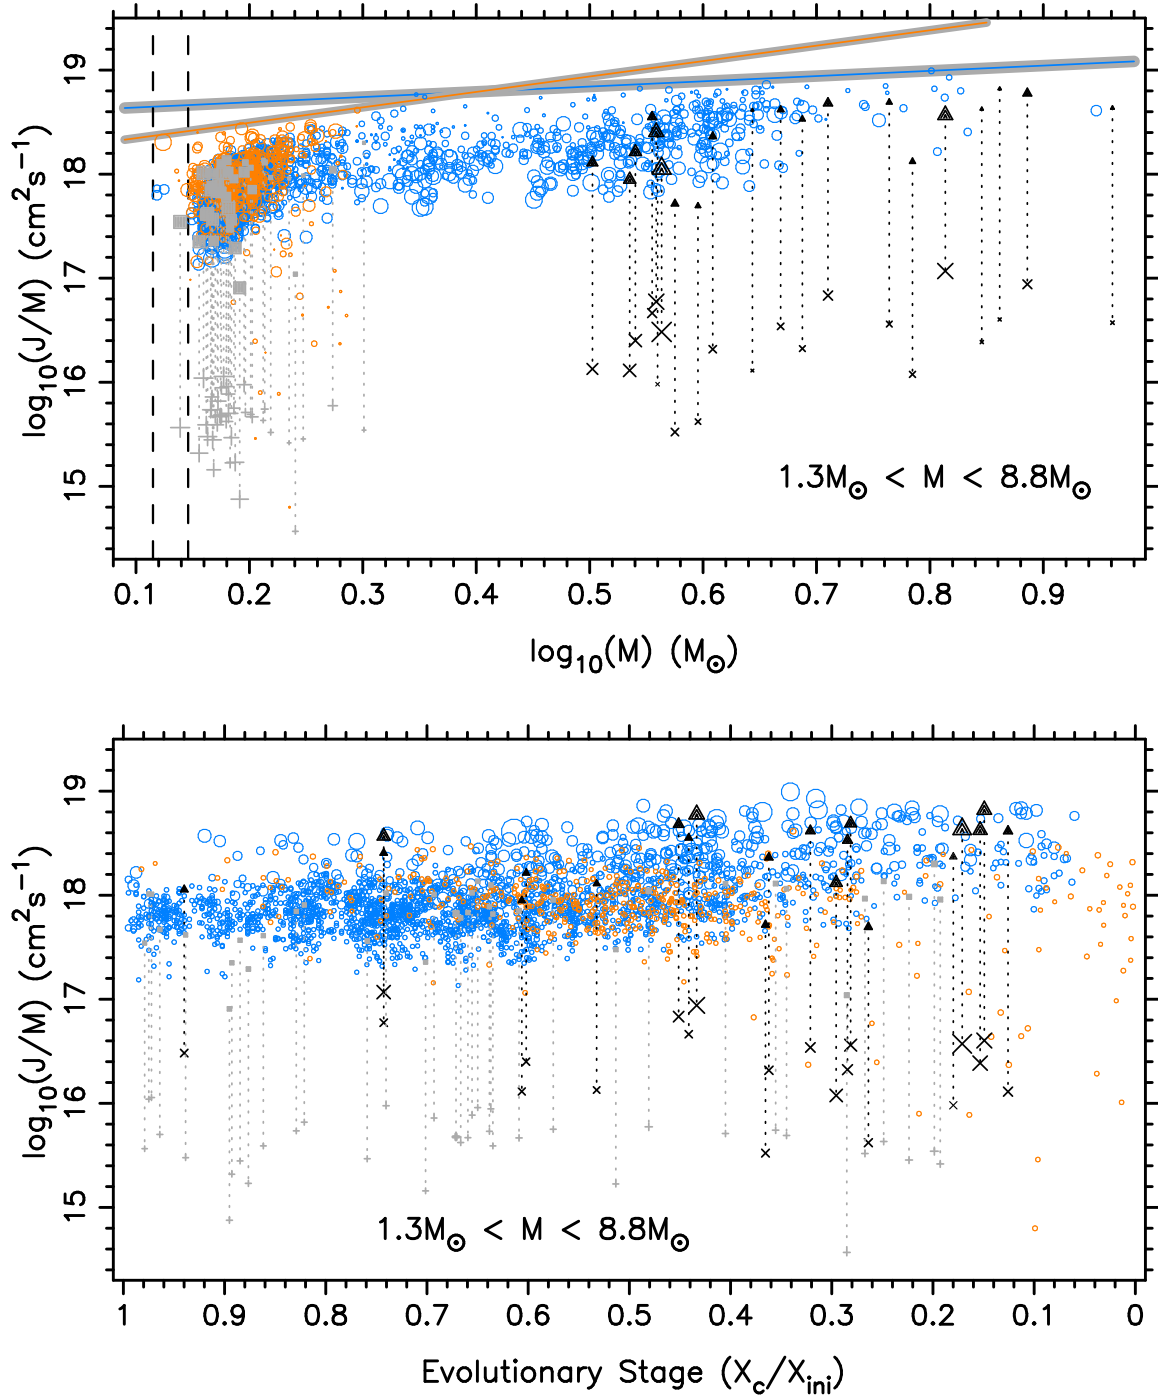 19
18
17
16
15
log₁₀(J/M) (cm²s⁻¹)
1.3M⊙ < M < 8.8M⊙
0.1 0.2 0.3 0.4 0.5 0.6 0.7 0.8 0.9
log₁₀(M) (M⊙)
19
18
17
16
15
log₁₀(J/M) (cm²s⁻¹)
1.3M⊙ < M < 8.8M⊙
1 0.9 0.8 0.7 0.6 0.5 0.4 0.3 0.2 0.1 0
Evolutionary Stage (X_c/X_ini)